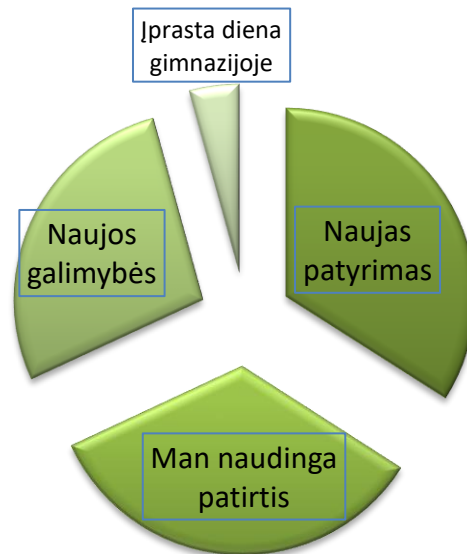 Įprasta diena
gimnazijoje
Naujos
galimybės
Naujas
patyrimas
Man naudinga
patirtis